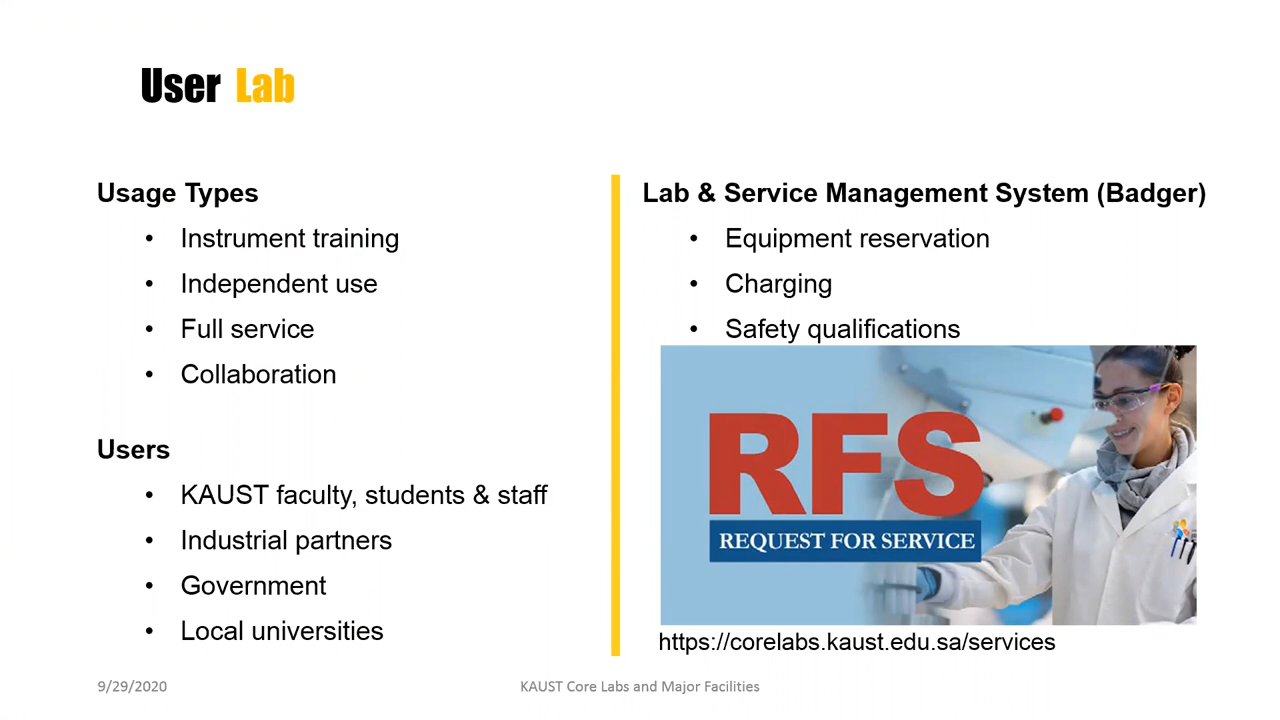 User Lab
Usage Types
• Instrument training
• Independent use
• Full service
• Collaboration
Users
• KAUST faculty, students & staff
• Industrial partners
• Government
• Local universities
Lab & Service Management System (Badger)
• Equipment reservation
• Charging
• Safety qualifications
RFS
REQUEST FOR SERVICE
https://corelabs.kaust.edu.sa/services
9/29/2020
KAUST Core Labs and Major Facilities